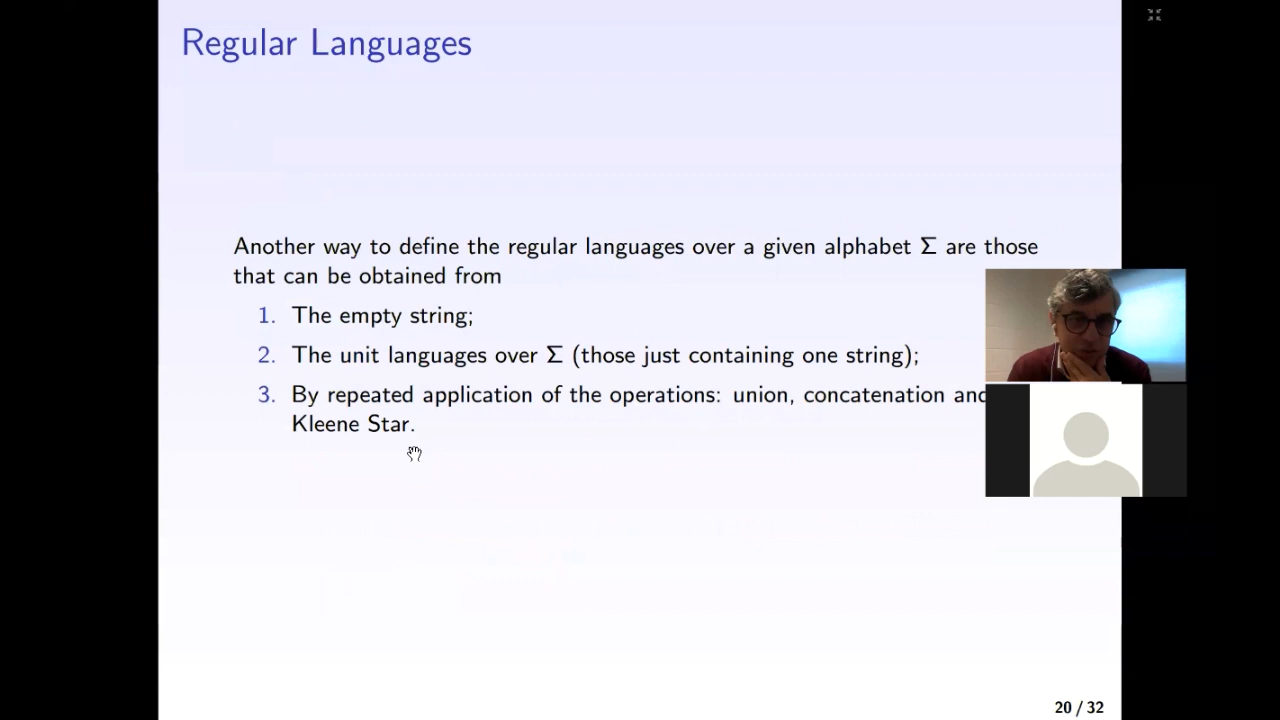 Regular Languages
Another way to define the regular languages over a given alphabet Σ are those
that can be obtained from
1. The empty string;
2. The unit languages over Σ (those just containing one string);
3. By repeated application of the operations: union, concatenation and
Kleene Star.
20 / 32